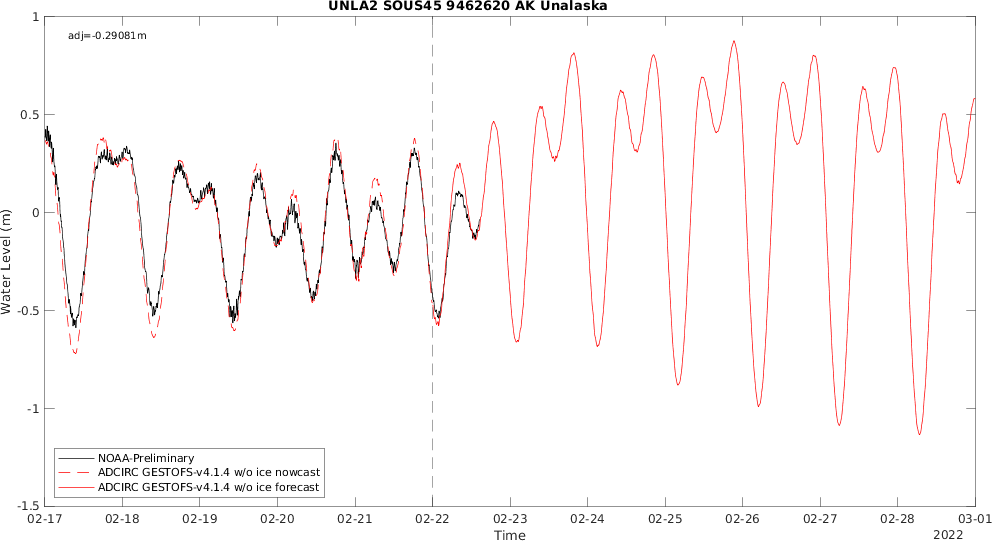 UNLA2 SOUS45 9462620 AK Unalaska
adj=-0.29081m
1
0.5
0
-0.5
-1
-1.5
Water Level (m)
NOAA-Preliminary
ADCIRC GESTOFS-v4.1.4 w/o ice nowcast
ADCIRC GESTOFS-v4.1.4 w/o ice forecast
02-17 02-18 02-19 02-20 02-21 02-22 02-23 02-24 02-25 02-26 02-27 02-28 03-01
Time
2022